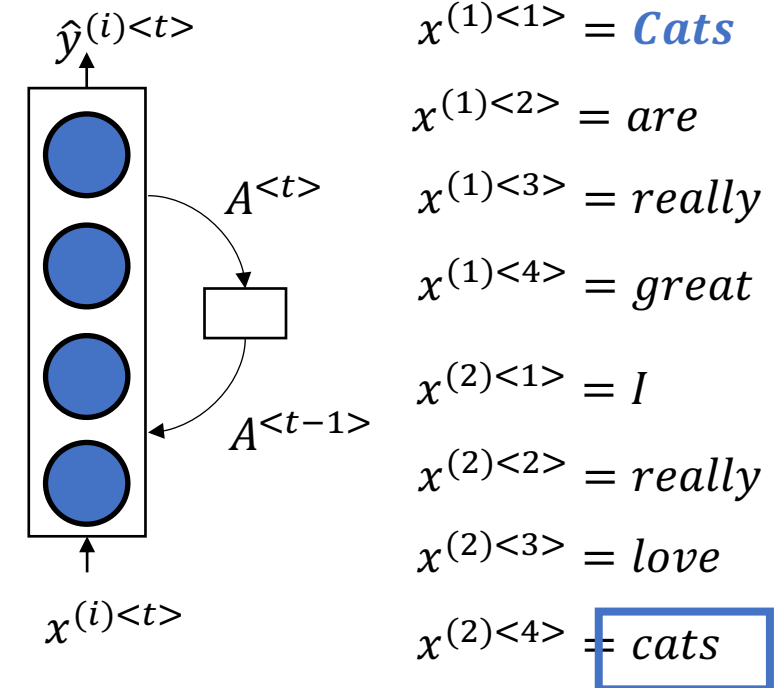 ŷ^{(i)<t>}
A^{<t>}
A^{<t−1>}
x^{(i)<t>}
x^{(1)<1>} = Cats
x^{(1)<2>} = are
x^{(1)<3>} = really
x^{(1)<4>} = great
x^{(2)<1>} = I
x^{(2)<2>} = really
x^{(2)<3>} = love
x^{(2)<4>} = cats